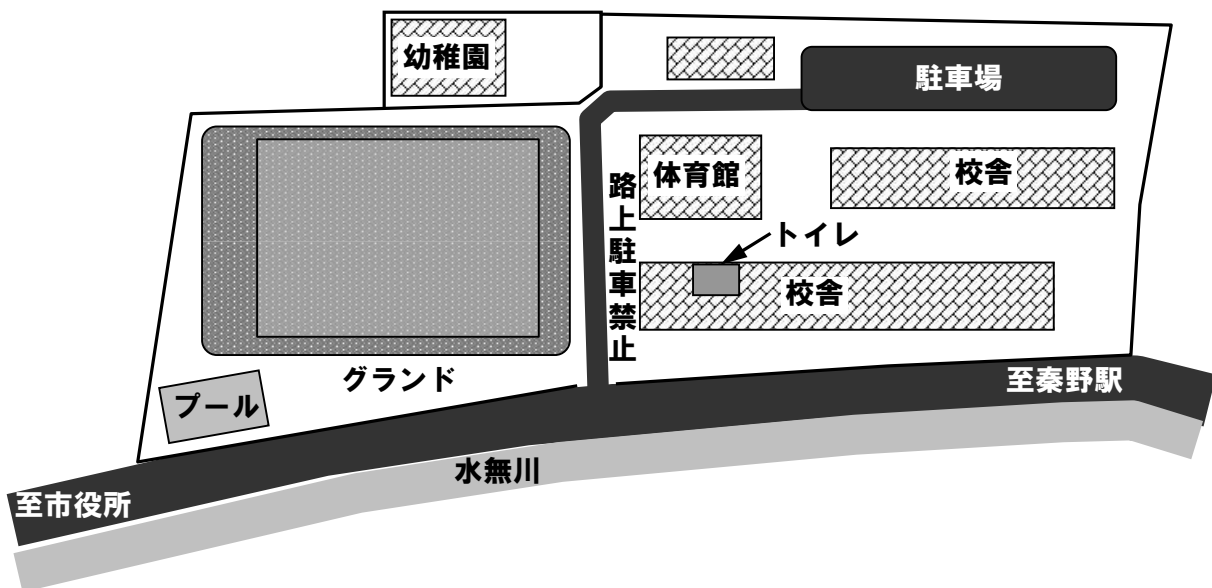 幼稚園
駐車場
体育館
校舎
路上駐車禁止
トイレ
校舎
グランド
至秦野駅
プール
水無川
至市役所